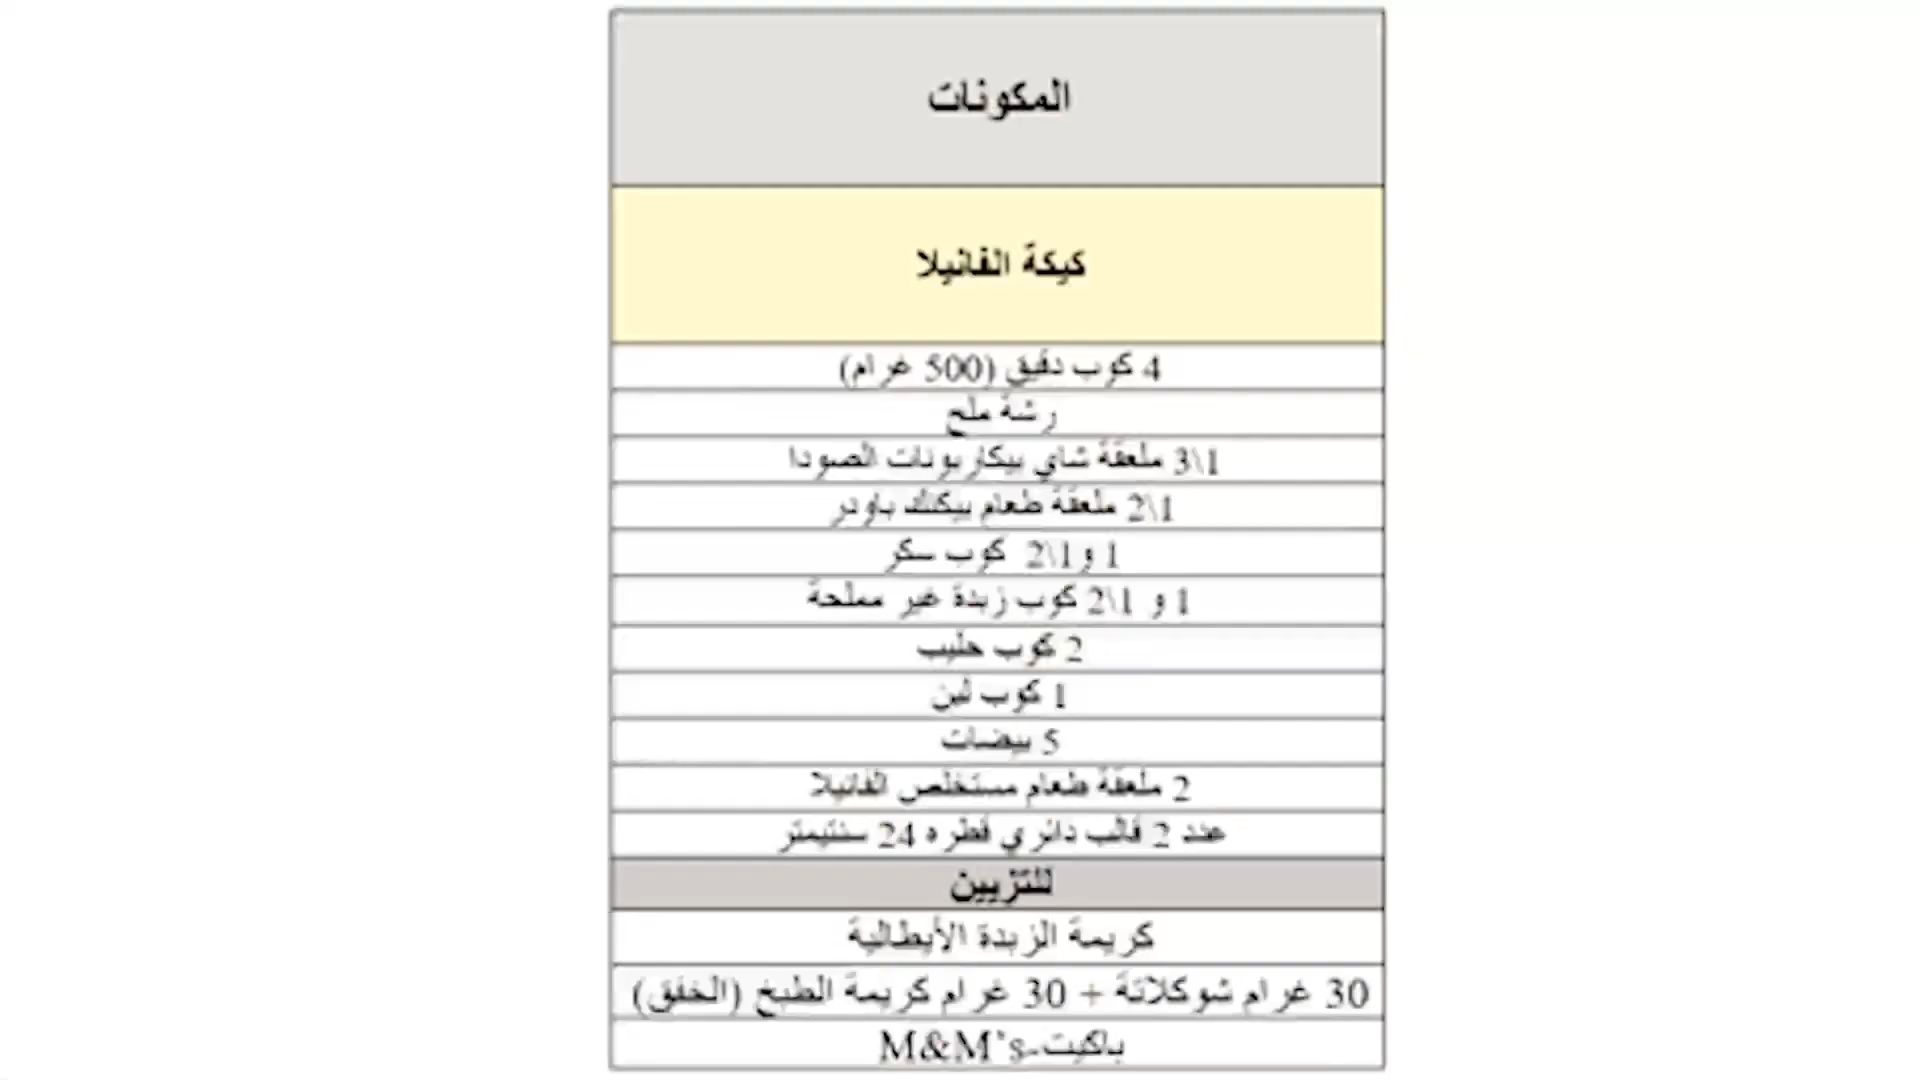 المكونات
كيكة الفانيلا
4 كوب دقيق (500 غرام)
رشة ملح
1\3 ملعقة شاي بيكاربونات الصودا
1\2 ملعقة طعام بيكنك باودر
1 و1\2 كوب سكر
1 و 1\2 كوب زبدة غير مملحة
2 كوب حليب
1 كوب لبن
5 بيضات
2 ملعقة طعام مستخلص الفانيلا
عدد 2 قالب دائري قطره 24 سنتيمتر
للتزيين
كريمة الزبدة الأيطالية
30 غرام شوكلاتة + 30 غرام كريمة الطبخ (الخفق)
باكيت-M&M's